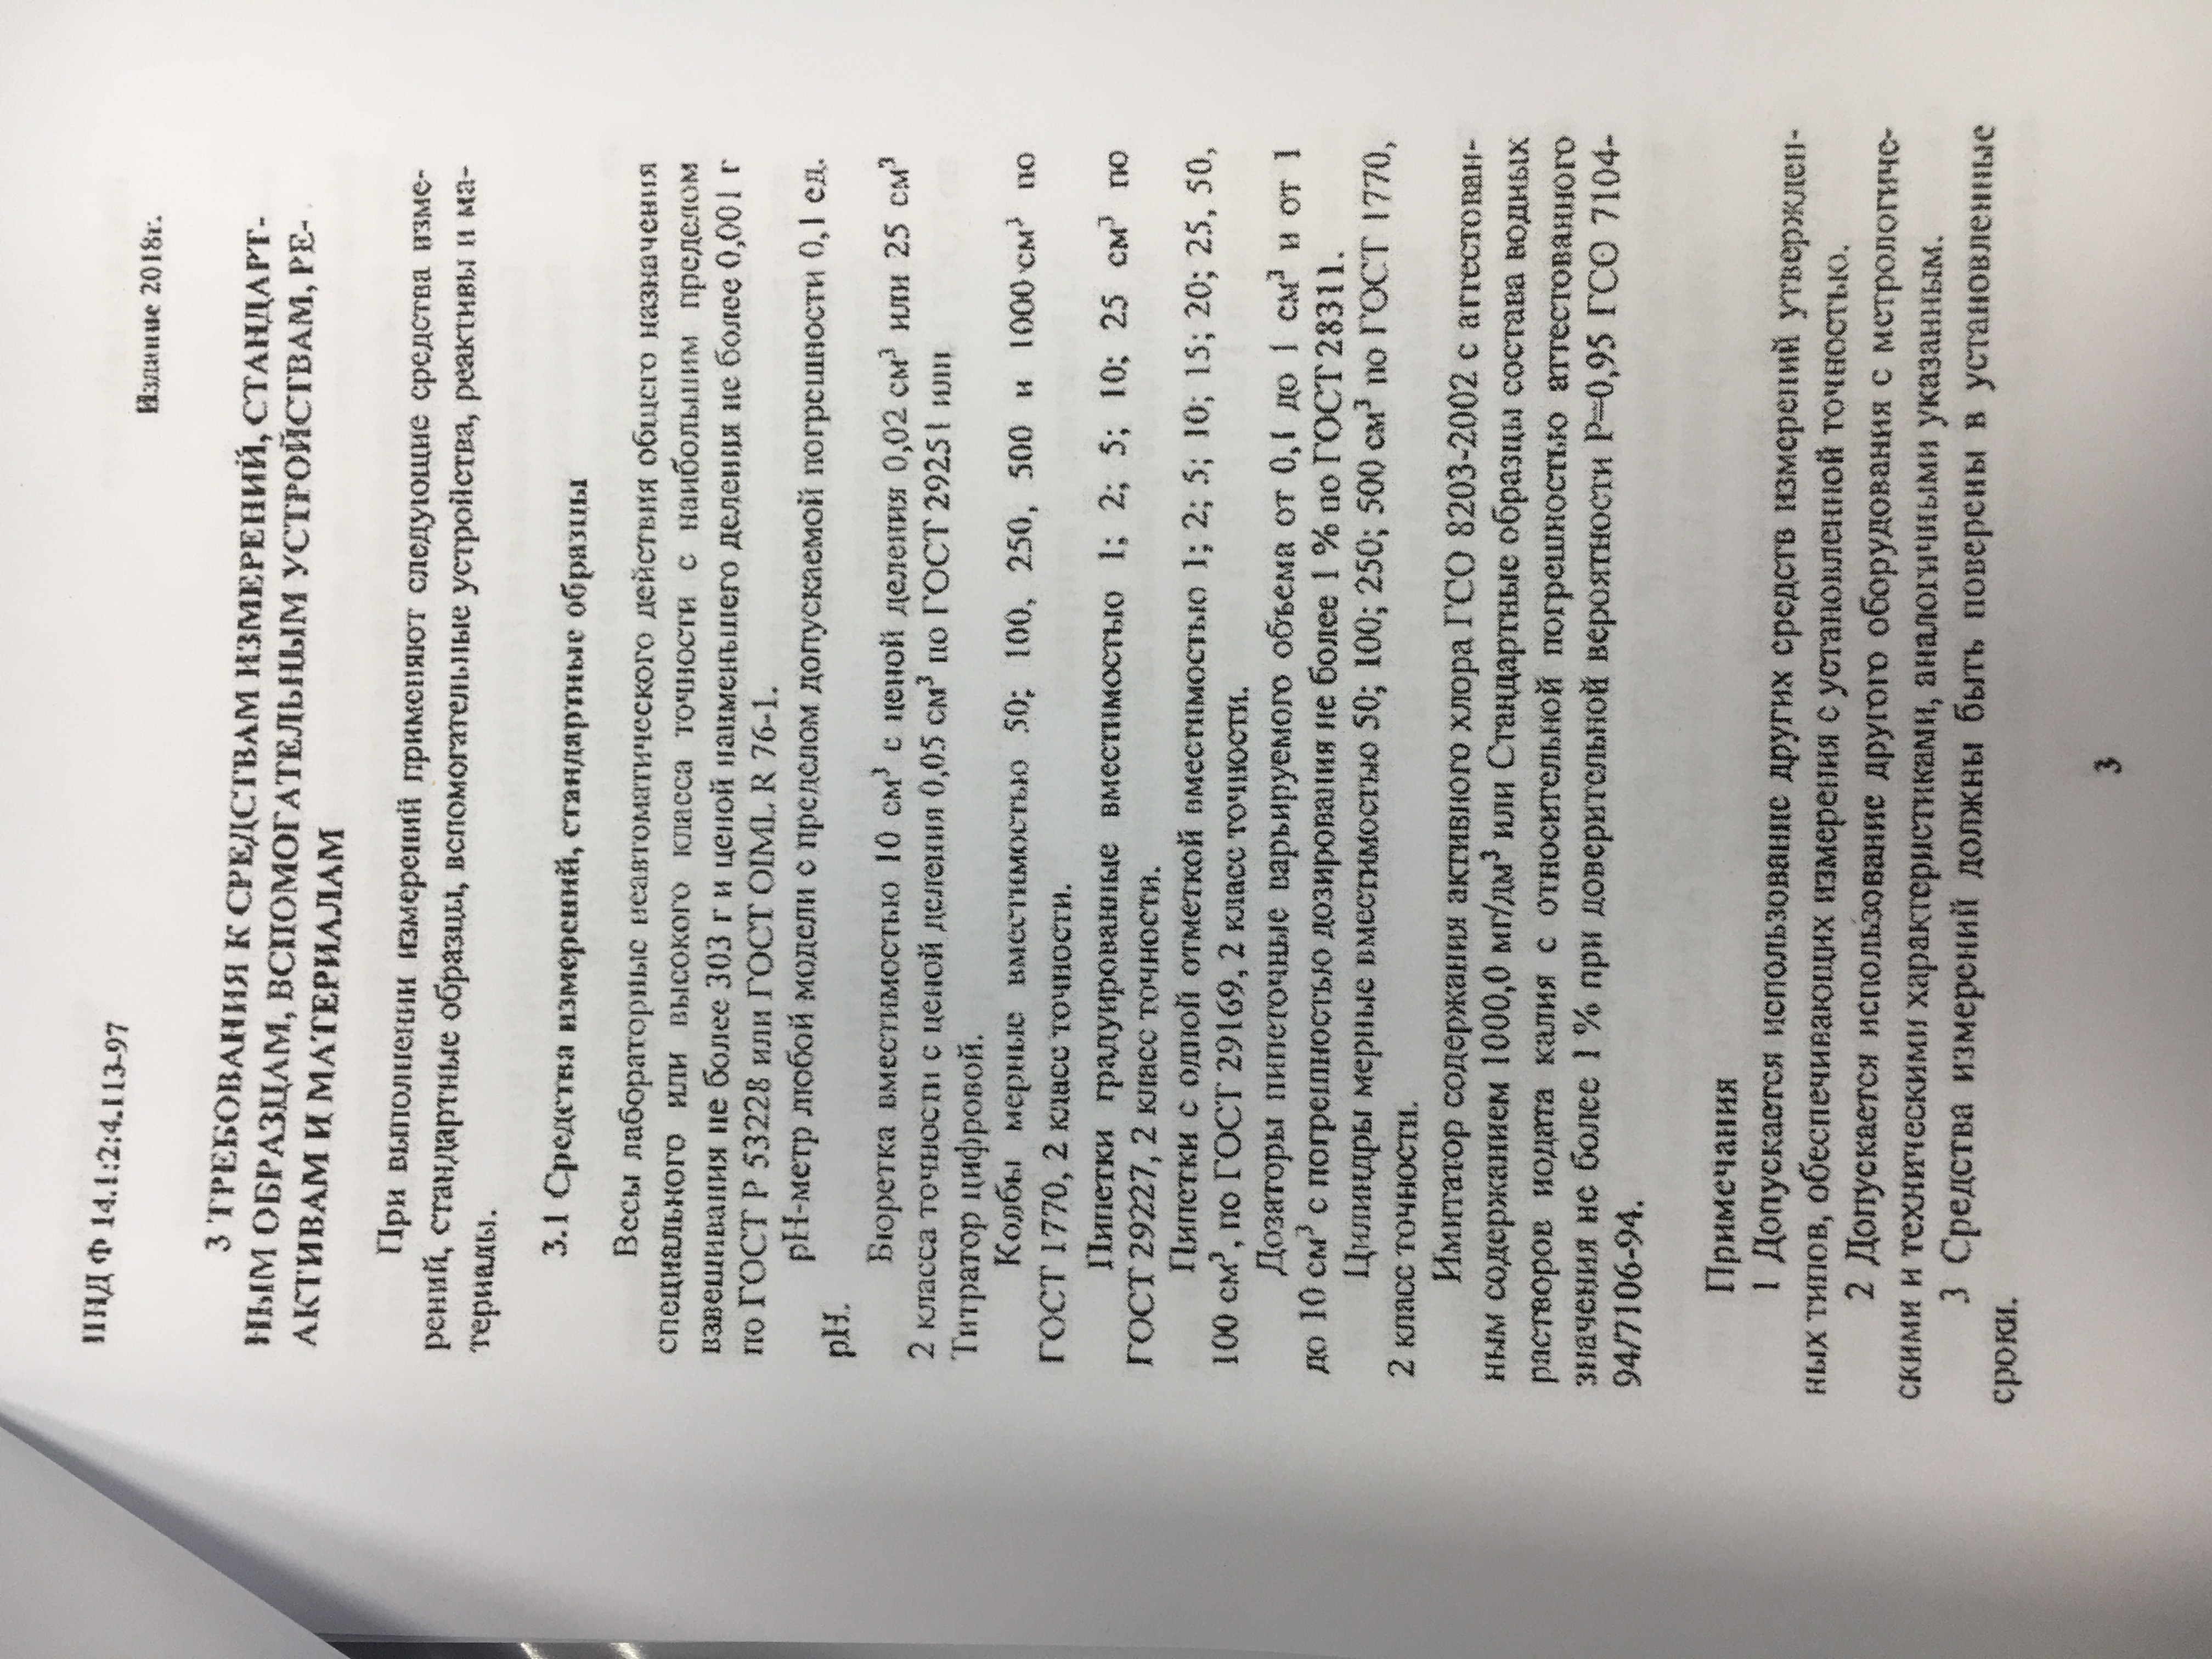 ПНД Ф 14.1:2:4.113-97
Издание 2018г.
3 ТРЕБОВАНИЯ К СРЕДСТВАМ ИЗМЕРЕНИЙ, СТАНДАРТ-
НЫМ ОБРАЗЦАМ, ВСПОМОГАТЕЛЬНЫМ УСТРОЙСТВАМ, РЕ-
АКТИВАМ И МАТЕРИАЛАМ
При выполнении измерений применяют следующие средства изме-
рений, стандартные образцы, вспомогательные устройства, реактивы и ма-
териалы.
3.1 Средства измерений, стандартные образцы
Весы лабораторные неавтоматического действия общего назначения
специального или высокого класса точности с наибольшим пределом
взвешивания не более 303 г и ценой наименьшего деления не более 0,001 г
по ГОСТ Р 53228 или ГОСТ OIML R 76-1.
рН-метр любой модели с пределом допускаемой погрешности 0,1 ед.
рН.
Бюретка вместимостью 10 см³ с ценой деления 0,02 см³ или 25 см³
2 класса точности с ценой деления 0,05 см³ по ГОСТ 29251 или
Титратор цифровой.
Колбы мерные вместимостью 50; 100, 250, 500 и 1000 см³ по
ГОСТ 1770, 2 класс точности.
Пипетки градуированные вместимостью 1; 2; 5; 10; 25 см³ по
ГОСТ 29227, 2 класс точности.
Пипетки с одной отметкой вместимостью 1; 2; 5; 10; 15; 20; 25, 50,
100 см³, по ГОСТ 29169, 2 класс точности.
Дозаторы пипеточные варьируемого объема от 0,1 до 1 см³ и от 1
до 10 см³ с погрешностью дозирования не более 1 % по ГОСТ 28311.
Цилиндры мерные вместимостью 50; 100; 250; 500 см³ по ГОСТ 1770,
2 класс точности.
Имитатор содержания активного хлора ГСО 8203-2002 с аттестован-
ным содержанием 1000,0 мг/дм³ или Стандартные образцы состава водных
растворов иодата калия с относительной погрешностью аттестованного
значения не более 1 % при доверительной вероятности Р=0,95 ГСО 7104-
94/7106-94.
Примечания
1 Допускается использование других средств измерений утвержден-
ных типов, обеспечивающих измерения с установленной точностью.
2 Допускается использование другого оборудования с метрологиче-
скими и техническими характеристиками, аналогичными указанным.
3 Средства измерений должны быть поверены в установленные
сроки.
3